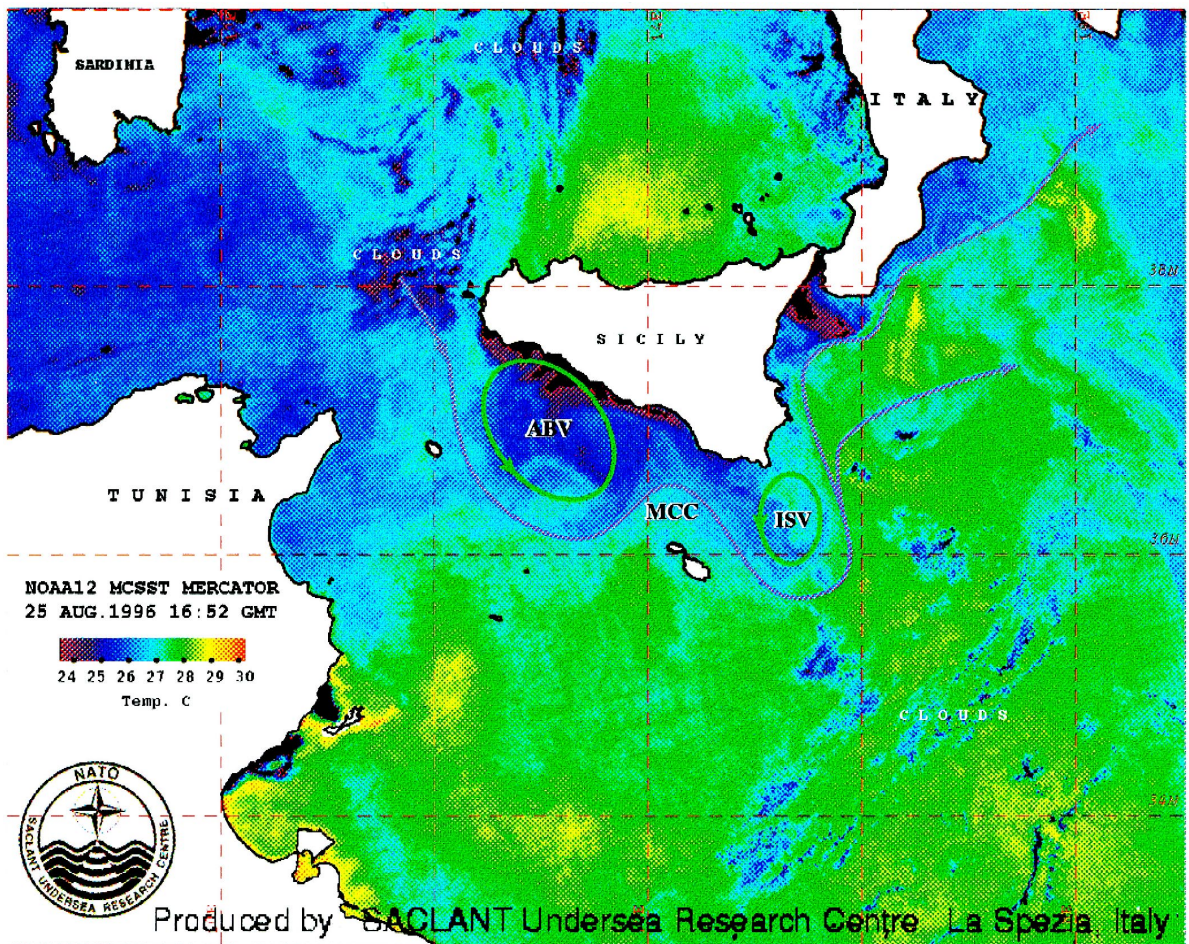 CLOUDS
SARDINIA
ITALY
CLOUDS
38N
SICILY
ABV
TUNISIA
MCC
ISV
36N
NOAA12 MCSST MERCATOR
25 AUG.1996 16:52 GMT
24 25 26 27 28 29 30
Temp. C
CLOUDS
34N
NATO
SACLANT UNDERSEA RESEARCH CENTRE
Produced by SACLANT Undersea Research Centre La Spezia, Italy